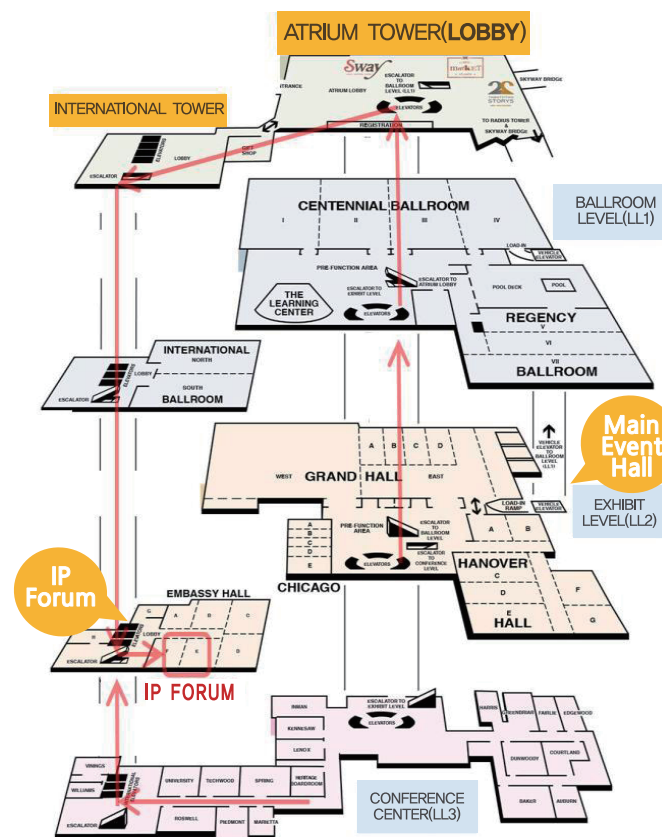 ATRIUM TOWER(LOBBY)
Sway
market
STORYS
ESCALATOR
TO
BALLROOM
LEVEL (LL1)
SKYWAY BRIDGE
ATRIUM LOBBY
ELEVATORS
REGISTRATION
TO RADIUS TOWER
&
SKYWAY BRIDGE
INTERNATIONAL TOWER
ELEVATORS
LOBBY
GIFT
SHOP
ESCALATOR
CENTENNIAL BALLROOM
I
II
III
IV
BALLROOM
LEVEL(LL1)
LOAD-IN
VEHICLE
ELEVATOR
PRE-FUNCTION AREA
ESCALATOR TO
ATRIUM LOBBY
ESCALATOR TO
EXHIBIT LEVEL
THE
LEARNING
CENTER
ELEVATORS
POOL DECK
POOL
REGENCY
V
VI
VII
BALLROOM
INTERNATIONAL
NORTH
SOUTH
BALLROOM
ELEVATORS
LOBBY
ESCALATOR
Main
Event
Hall
VEHICLE
ELEVATOR
TO
BALLROOM
LEVEL
(LL1)
A
B
C
D
WEST
GRAND HALL
EAST
LOAD-IN
RAMP
VEHICLE
ELEVATOR
EXHIBIT
LEVEL(LL2)
A
B
C
D
E
PRE-FUNCTION
AREA
ESCALATOR
TO
BALLROOM
LEVEL
ESCALATOR
TO
CONFERENCE
LEVEL
ELEVATORS
CHICAGO
A
B
HANOVER
C
D
E
F
G
HALL
IP
Forum
EMBASSY HALL
G
A
B
C
H
LOBBY
ELEVATORS
F
E
D
ESCALATOR
IP FORUM
INMAN
KENNESAW
LENOX
ESCALATOR TO
EXHIBIT LEVEL
ELEVATORS
HARRIS
GREENBRIAR
FAIRLIE
EDGEWOOD
DUNWOODY
COURTLAND
BAKER
AUBURN
VININGS
WILLIAMS
INTERNATIONAL
ELEVATORS
UNIVERSITY
TECHWOOD
SPRING
HERITAGE
BOARDROOM
ESCALATOR
ROSWELL
PIEDMONT
MARIETTA
CONFERENCE
CENTER(LL3)